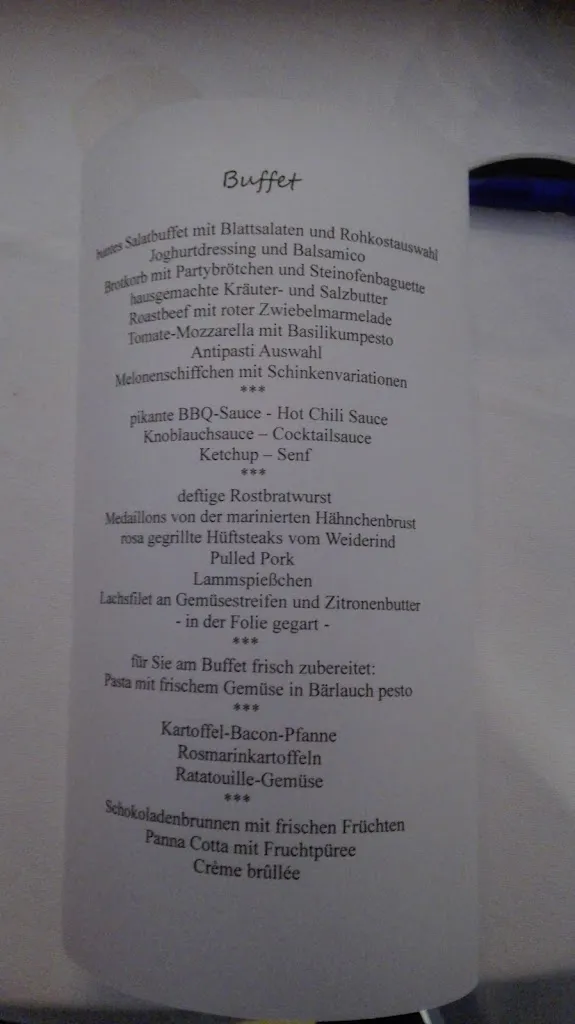 Buffet
buntes Salatbuffet mit Blattsalaten und Rohkostauswahl
Joghurtdressing und Balsamico
Brotkorb mit Partybrötchen und Steinofenbaguette
hausgemachte Kräuter- und Salzbutter
Roastbeef mit roter Zwiebelmarmelade
Tomate-Mozzarella mit Basilikumpesto
Antipasti Auswahl
Melonenschiffchen mit Schinkenvariationen
***
pikante BBQ-Sauce - Hot Chili Sauce
Knoblauchsauce – Cocktailsauce
Ketchup – Senf
***
deftige Rostbratwurst
Medaillons von der marinierten Hähnchenbrust
rosa gegrillte Hüftsteaks vom Weiderind
Pulled Pork
Lammspießchen
Lachsfilet an Gemüsestreifen und Zitronenbutter
- in der Folie gegart -
***
für Sie am Buffet frisch zubereitet:
Pasta mit frischem Gemüse in Bärlauch pesto
***
Kartoffel-Bacon-Pfanne
Rosmarinkartoffeln
Ratatouille-Gemüse
***
Schokoladenbrunnen mit frischen Früchten
Panna Cotta mit Fruchtpüree
Crême brûllée